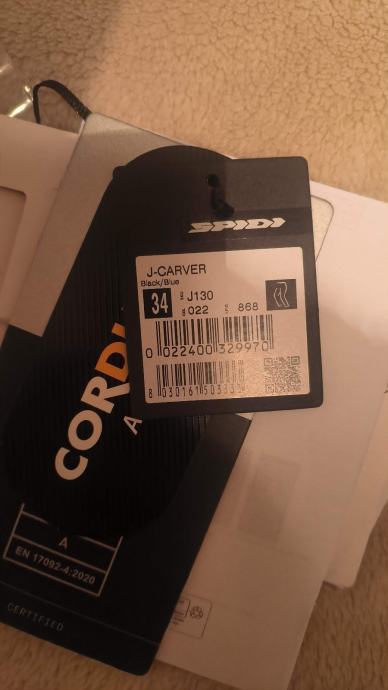 SPIDI
J-CARVER
Black/Blue
34
J130
022
868
0 022400 329970
CORD
A
A
EN 17092-4:2020
CERTIFIED